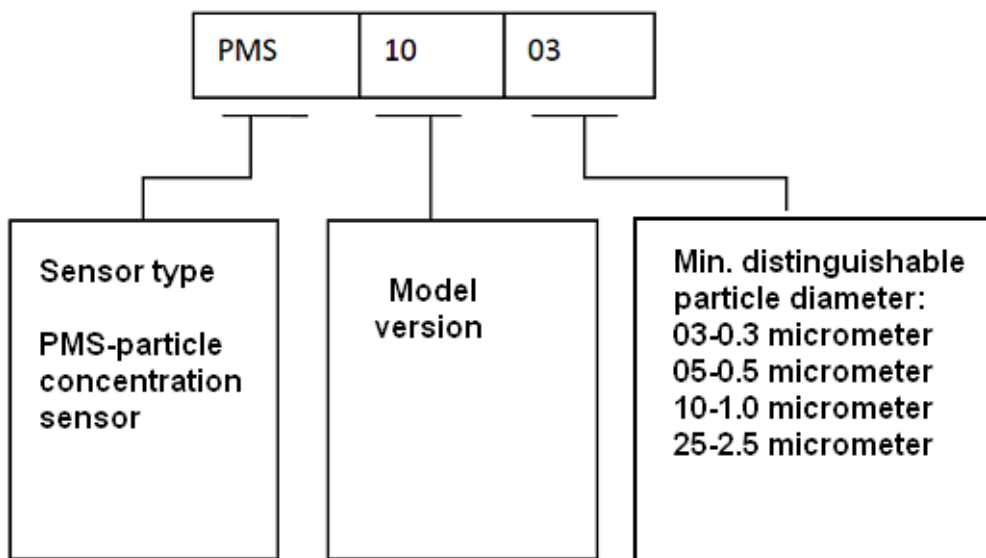 PMS 10 03
Sensor type
PMS-particle
concentration
sensor
Model
version
Min. distinguishable
particle diameter:
03-0.3 micrometer
05-0.5 micrometer
10-1.0 micrometer
25-2.5 micrometer